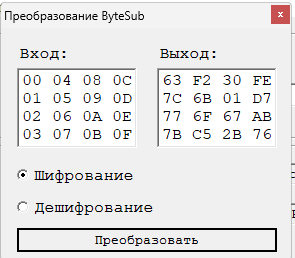 Преобразование ByteSub x
Вход: Выход:
00 04 08 0C 63 F2 30 FE
01 05 09 0D 7C 6B 01 D7
02 06 0A 0E 77 6F 67 AB
03 07 0B 0F 7B C5 2B 76
Шифрование
Дешифрование
Преобразовать